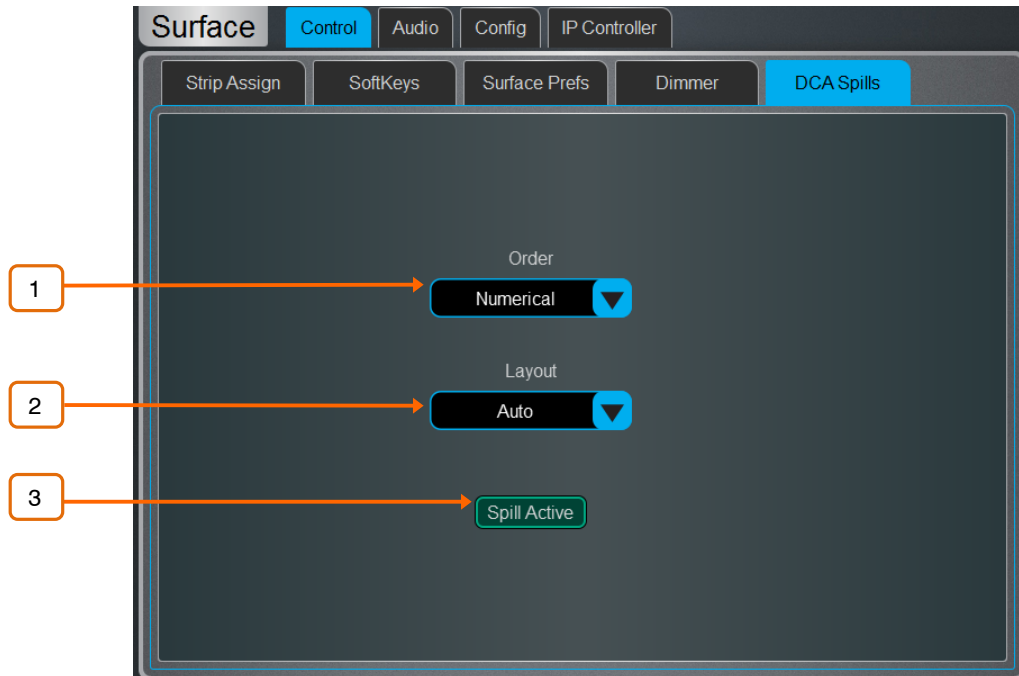 Surface Control Audio Config IP Controller
Strip Assign SoftKeys Surface Prefs Dimmer DCA Spills
Order
1 Numerical
Layout
2 Auto
3 Spill Active